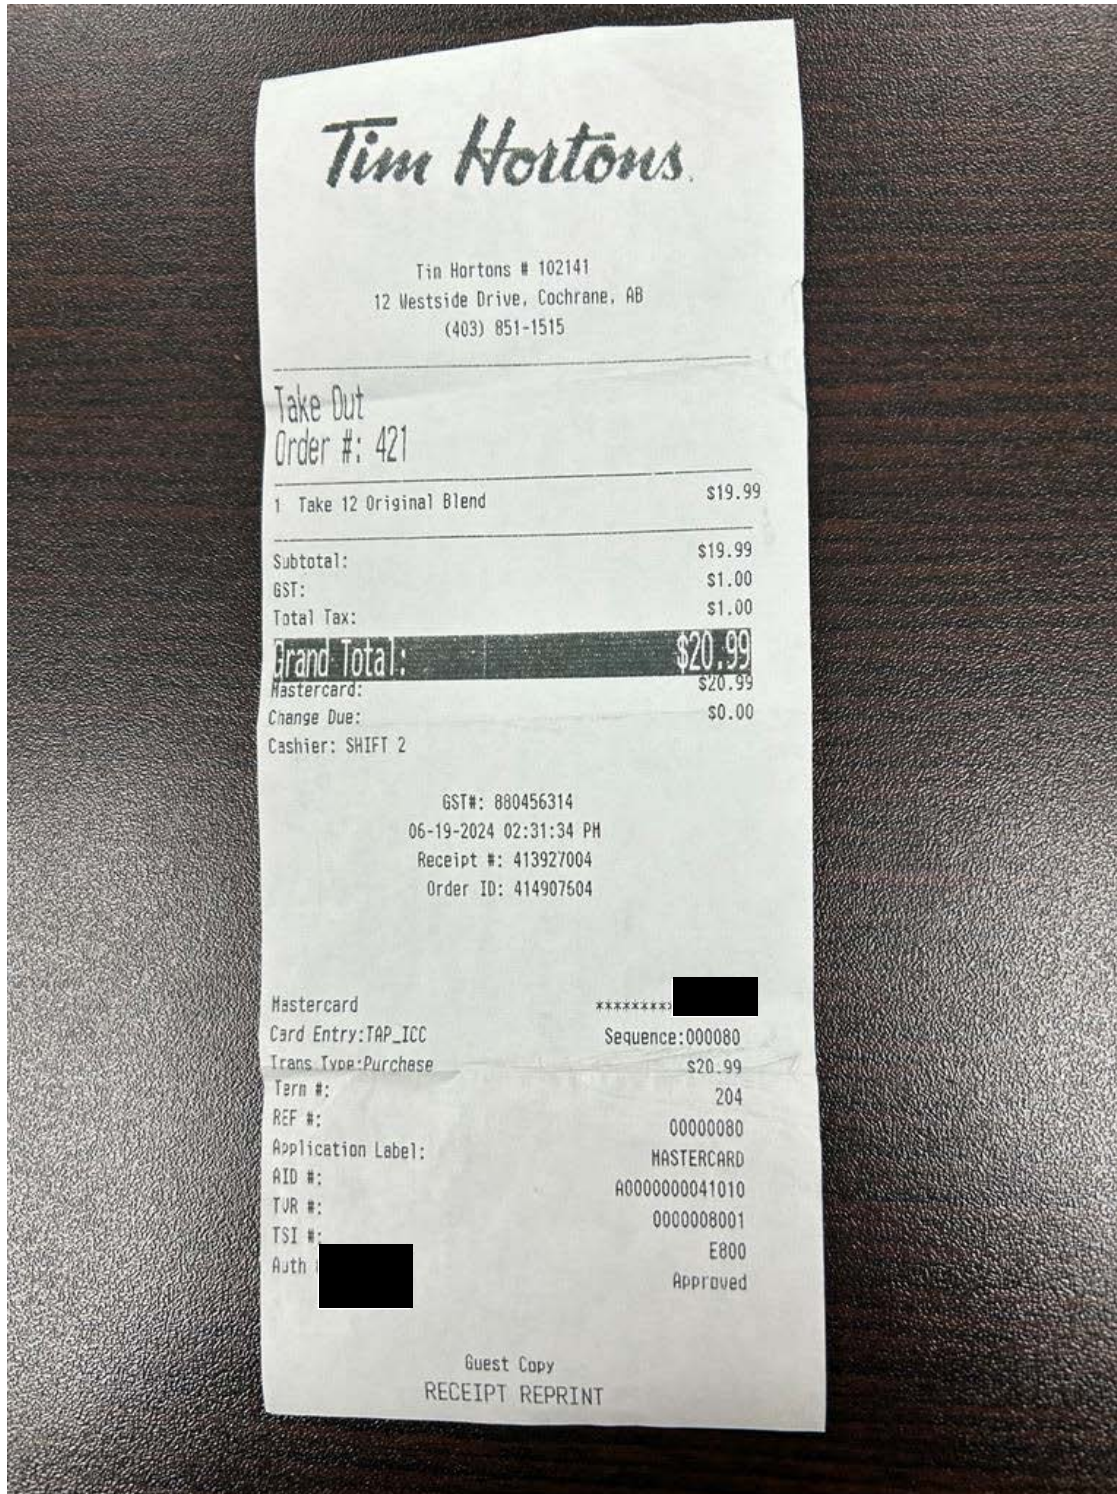 Tim Hortons
Tin Hortons # 102141
12 Westside Drive, Cochrane, AB
(403) 851-1515
Take Out
Order #: 421
1 Take 12 Original Blend $19.99
Subtotal: $19.99
GST: $1.00
Total Tax: $1.00
Grand Total: $20.99
Mastercard: $20.99
Change Due: $0.00
Cashier: SHIFT 2
GST#: 880456314
06-19-2024 02:31:34 PM
Receipt #: 413927004
Order ID: 414907504
Mastercard *********
Card Entry:TAP_ICC Sequence:000080
Trans Type:Purchase $20.99
Term #: 204
REF #: 00000080
Application Label: MASTERCARD
AID #: A0000000041010
TVR #: 0000008001
TSI #: E800
Auth Approved
Guest Copy
RECEIPT REPRINT